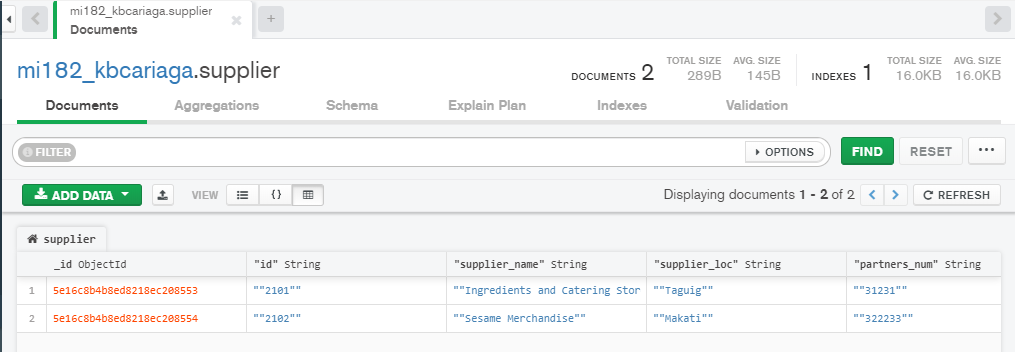 mi182_kbcariaga.supplier
Documents
mi182_kbcariaga.supplier
DOCUMENTS 2 TOTAL SIZE 289B AVG. SIZE 145B INDEXES 1 TOTAL SIZE 16.0KB AVG. SIZE 16.0KB
Documents Aggregations Schema Explain Plan Indexes Validation
FILTER OPTIONS FIND RESET ...
ADD DATA VIEW {} Displaying documents 1 - 2 of 2 < > REFRESH
supplier
_id ObjectId "id" String "supplier_name" String "supplier_loc" String "partners_num" String
1 5e16c8b4b8ed8218ec208553 ""2101"" ""Ingredients and Catering Stor ""Taguig"" ""31231""
2 5e16c8b4b8ed8218ec208554 ""2102"" ""Sesame Merchandise"" ""Makati"" ""322233""